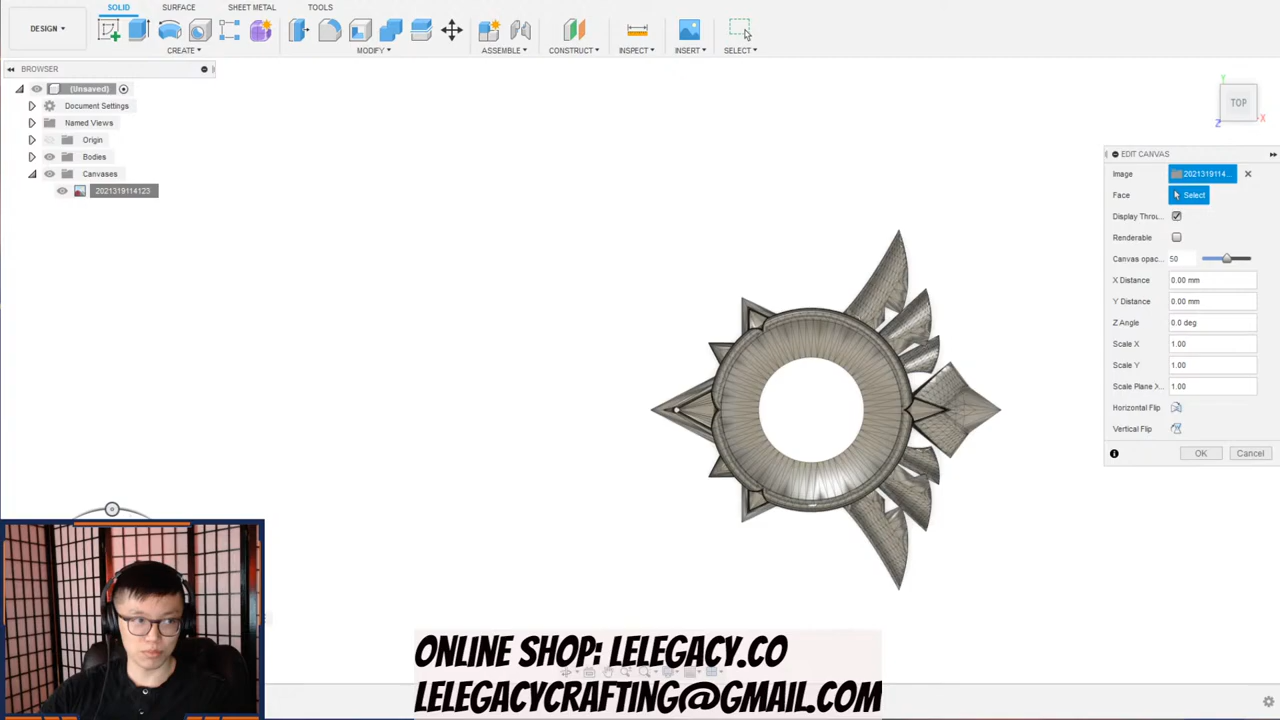 SOLID SURFACE SHEET METAL TOOLS
DESIGN
CREATE MODIFY ASSEMBLE CONSTRUCT INSPECT INSERT SELECT
BROWSER
(Unsaved)
Document Settings
Named Views
Origin
Bodies
Canvases
2021319114123
Y
TOP
Z X
EDIT CANVAS
Image 2021319114...
Face Select
Display Throu...
Renderable
Canvas opac... 50
X Distance 0.00 mm
Y Distance 0.00 mm
Z Angle 0.0 deg
Scale X 1.00
Scale Y 1.00
Scale Plane X... 1.00
Horizontal Flip
Vertical Flip
OK Cancel
ONLINE SHOP: LELEGACY.CO
LELEGACYCRAFTING@GMAIL.COM